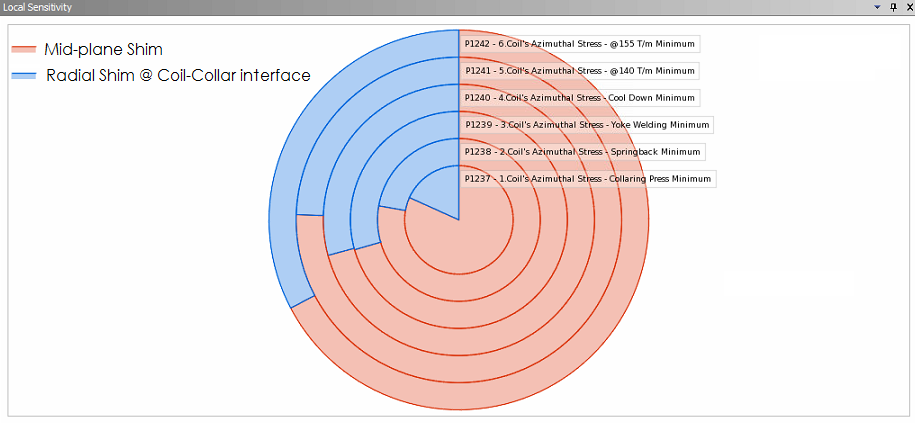 Local Sensitivity
Mid-plane Shim
Radial Shim @ Coil-Collar interface
P1242 - 6.Coil's Azimuthal Stress - @155 T/m Minimum
P1241 - 5.Coil's Azimuthal Stress - @140 T/m Minimum
P1240 - 4.Coil's Azimuthal Stress - Cool Down Minimum
P1239 - 3.Coil's Azimuthal Stress - Yoke Welding Minimum
P1238 - 2.Coil's Azimuthal Stress - Springback Minimum
P1237 - 1.Coil's Azimuthal Stress - Collaring Press Minimum